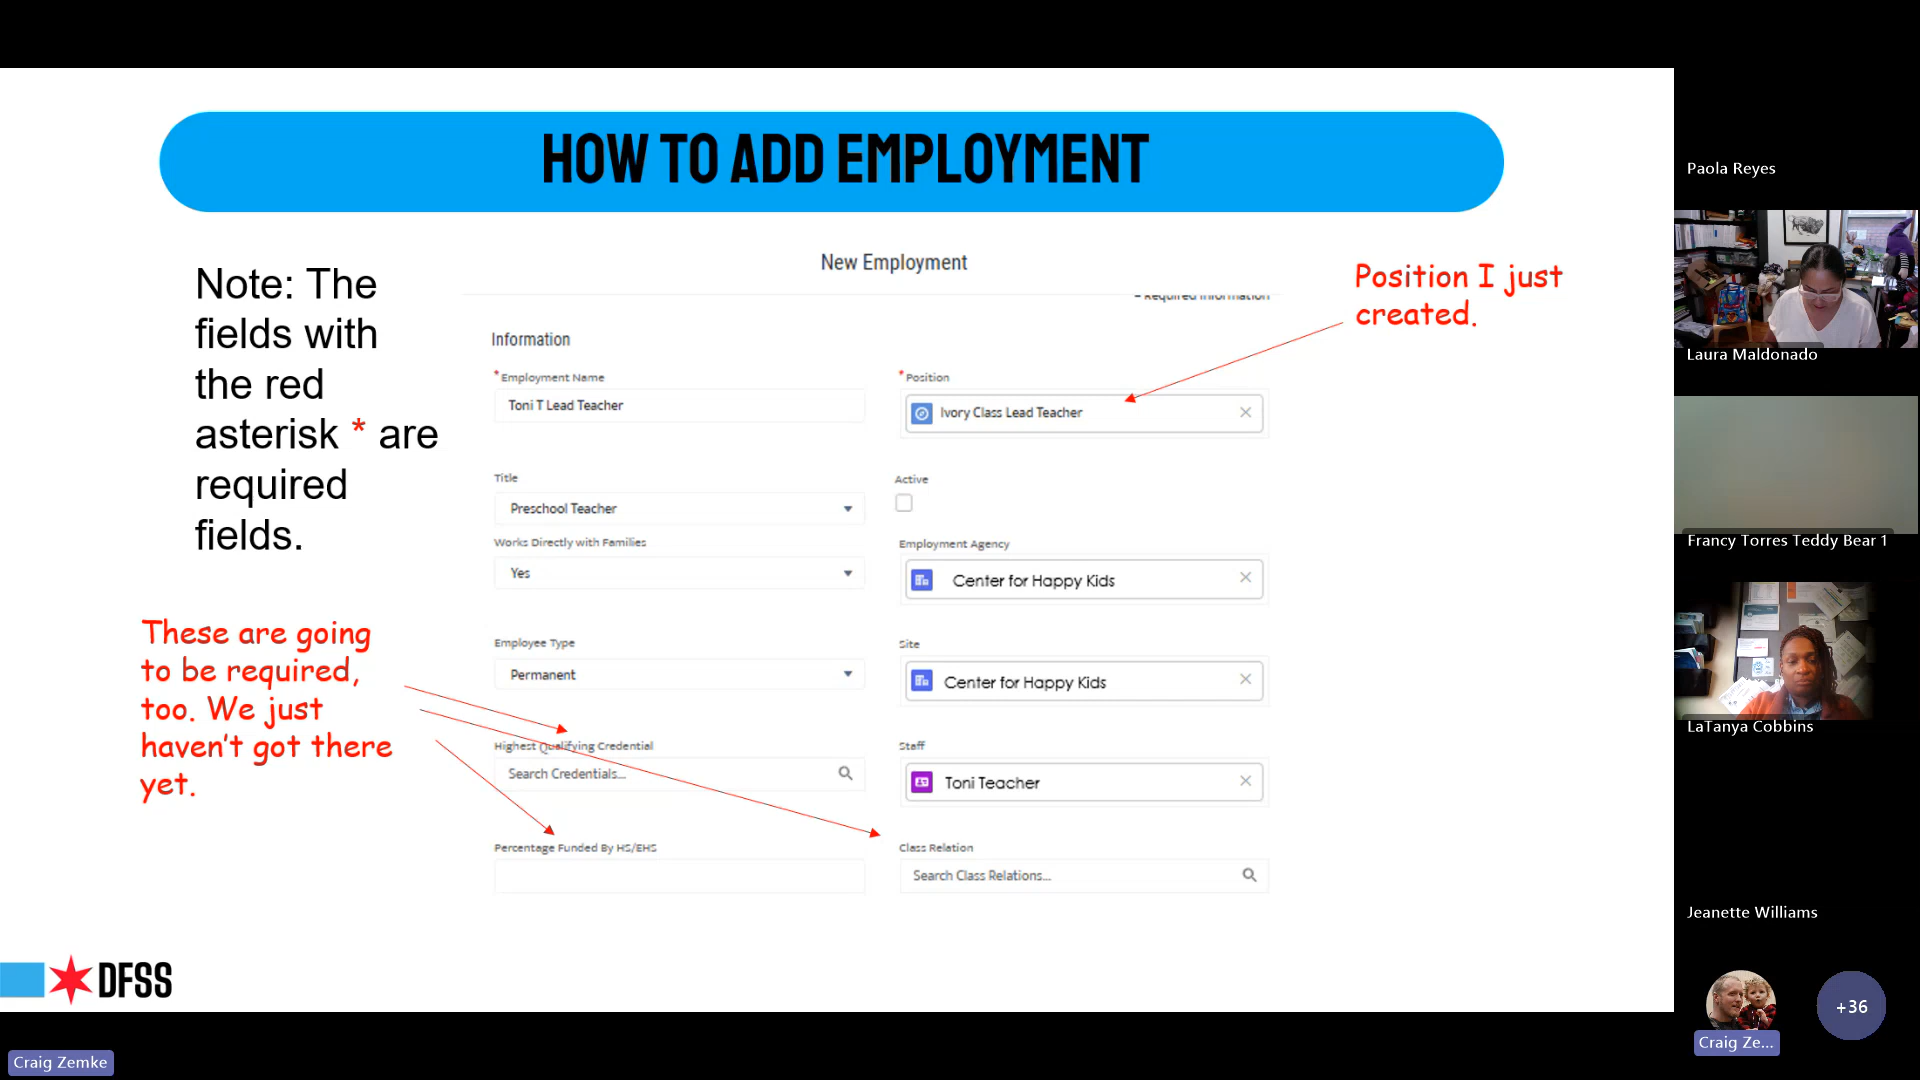 HOW TO ADD EMPLOYMENT
New Employment
= Required Information
Note: The
fields with
the red
asterisk * are
required
fields.
Position I just
created.
Information
* Employment Name
Toni T Lead Teacher
* Position
Ivory Class Lead Teacher
Title
Preschool Teacher
Active
Works Directly with Families
Yes
Employment Agency
Center for Happy Kids
These are going
to be required,
too. We just
haven't got there
yet.
Employee Type
Permanent
Site
Center for Happy Kids
Highest Qualifying Credential
Search Credentials...
Staff
Toni Teacher
Percentage Funded By HS/EHS
Class Relation
Search Class Relations...
DFSS
Craig Zemke
Paola Reyes
Laura Maldonado
Francy Torres Teddy Bear 1
LaTanya Cobbins
Jeanette Williams
Craig Ze...
+36